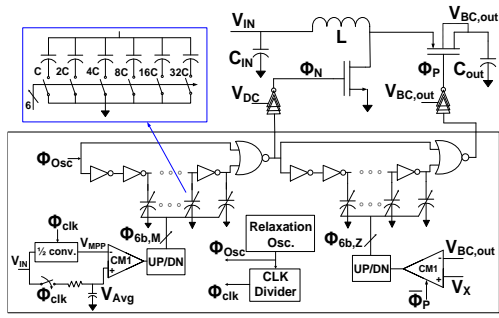 V_IN L V_BC,out
C_IN Φ_N Φ_P C_out
C 2C 4C 8C 16C 32C
6
V_DC V_BC,out
Φ_Osc
Φ_clk Φ_6b,M Relaxation Osc. Φ_6b,Z
½ conv. V_MPP Φ_Osc V_BC,out
V_IN - CM1 + UP/DN CLK Divider UP/DN CM1 - +
Φ_clk V_Avg Φ_clk V̅_X
Φ̅_P